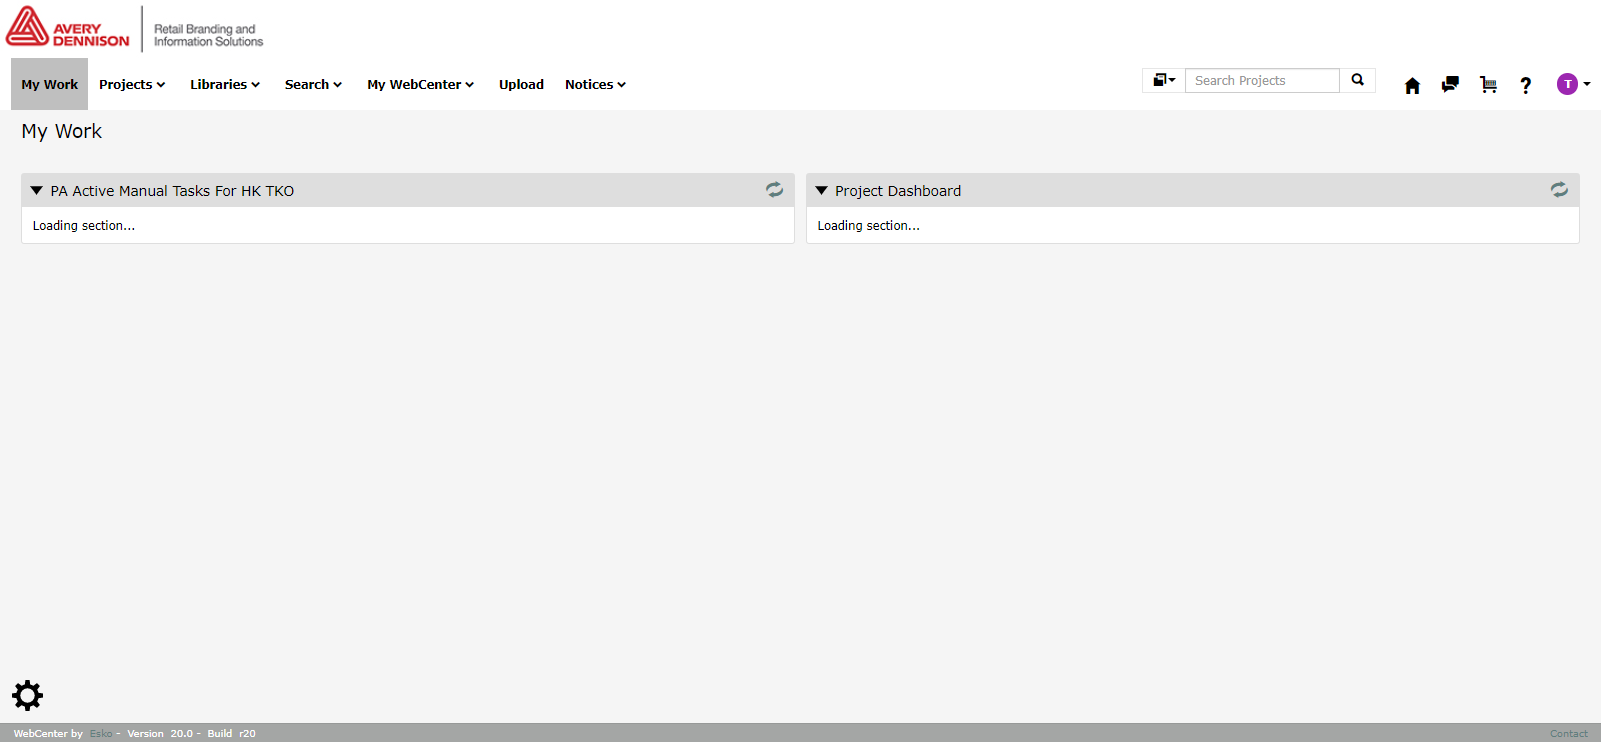 AVERY
DENNISON
Retail Branding and
Information Solutions
My Work
Projects
Libraries
Search
My WebCenter
Upload
Notices
Search Projects
?
T
My Work
PA Active Manual Tasks For HK TKO
Loading section...
Project Dashboard
Loading section...
WebCenter by Esko - Version 20.0 - Build r20
Contact